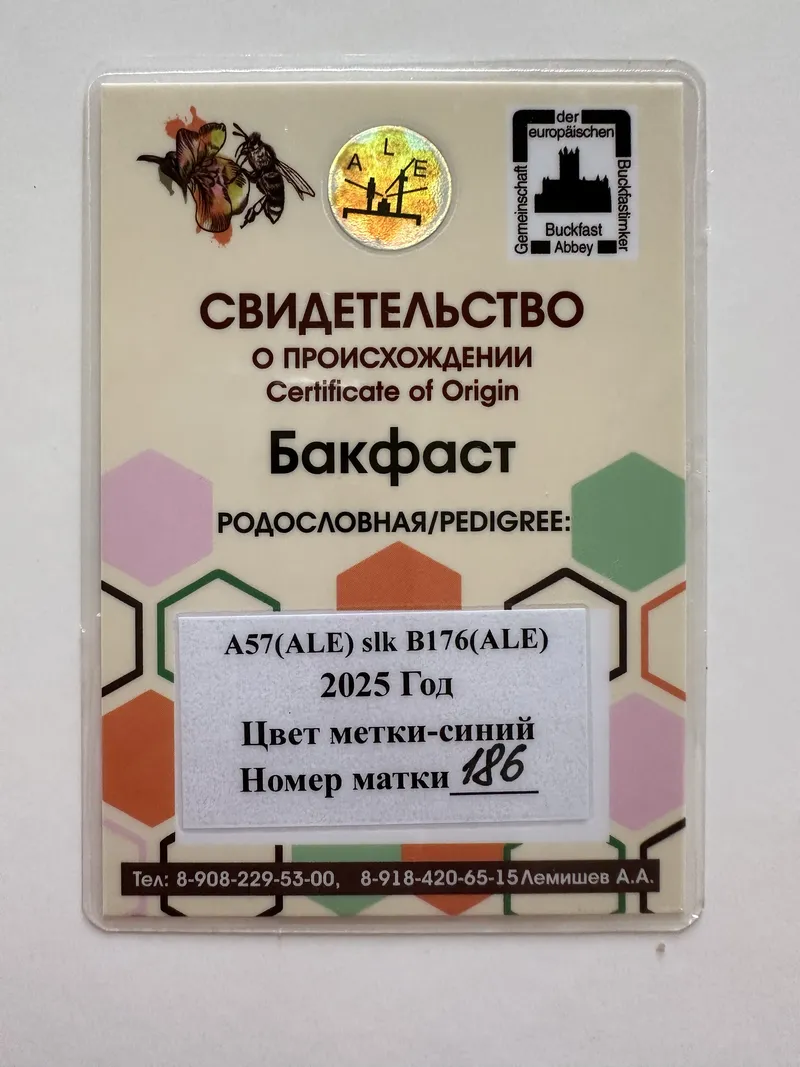 A L E
der
europäischen
Gemeinschaft
Buckfastimker
Buckfast
Abbey
СВИДЕТЕЛЬСТВО
О ПРОИСХОЖДЕНИИ
Certificate of Origin
Бакфаст
РОДОСЛОВНАЯ/PEDIGREE:
A57(ALE) slk B176(ALE)
2025 Год
Цвет метки-синий
Номер матки 186
Тел: 8-908-229-53-00, 8-918-420-65-15 Лемишев А.А.